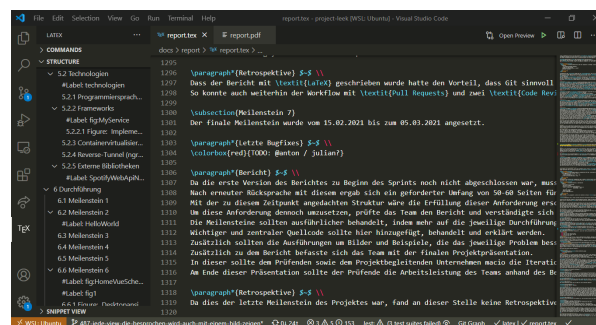 File Edit Selection View Go Run Terminal Help report.tex - project-leek [WSL: Ubuntu] - Visual Studio Code
LATEX
report.tex
report.pdf
Open Preview
COMMANDS
docs > report > report.tex > ...
STRUCTURE
5.2 Technologien
#Label: technologien
5.2.1 Programmiersprach...
5.2.2 Frameworks
#Label: fig:MyService
5.2.2.1 Figure: Impleme...
5.2.3 Containervirtualisier...
5.2.4 Reverse-Tunnel (ngr...
5.2.5 Externe Bibliotheken
#Label: SpotifyWebApiN...
6 Durchführung
6.1 Meilenstein 1
6.2 Meilenstein 2
#Label: HelloWorld
6.3 Meilenstein 3
6.4 Meilenstein 4
6.5 Meilenstein 5
6.6 Meilenstein 6
#Label: fig:HomeVueSche...
#Label: fig1
SNIPPET VIEW
1295
1296 \paragraph*{Retrospektive} $~$ \\
1297 Dass der Bericht mit \textit{LaTeX} geschrieben wurde hatte den Vorteil, dass Git sinnvoll
1298 So konnte auch weiterhin der Workflow mit \textit{Pull Requests} und zwei \textit{Code Revi
1299
1300 \subsection{Meilenstein 7}
1301 Der finale Meilenstein wurde vom 15.02.2021 bis zum 05.03.2021 angesetzt.
1302
1303 \paragraph*{Letzte Bugfixes} $~$ \\
1304 \colorbox{red}{TODO: @anton / julian?}
1305
1306 \paragraph*{Bericht} $~$ \\
1307 Da die erste Version des Berichtes zu Beginn des Sprints noch nicht abgeschlossen war, mus
1308 Nach erneuter Rücksprache mit diesem ergab sich ein geforderter Umfang von 50-60 Seiten fü
1309 Mit der zu diesem Zeitpunkt angedachten Struktur wäre die Erfüllung dieser Anforderung ers
1310 Um diese Anforderung dennoch umzusetzen, prüfte das Team den Bericht und verständigte sich
1311 Die Meilensteine sollten ausführlicher behandelt, indem mehr auf die jeweilige Durchführung
1312 Wichtiger und zentraler Quellcode sollte hier hinzugefügt, behandelt und erklärt werden.
1313 Zusätzlich sollten die Ausführungen um Bilder und Beispiele, die das jeweilige Problem bes
1314 Zusätzlich zu dem Bericht befasste sich das Team mit der finalen Projektpräsentation.
1315 In dieser sollte dem Prüfenden sowie dem Projektbegleitenden Unternehmen macio die Iteratio
1316 Am Ende dieser Präsentation sollte der Prüfende die Arbeitsleistung des Teams anhand des Be
1317
1318 \paragraph*{Retrospektive} $~$ \\
1319 Da dies der letzte Meilenstein des Projektes war, fand an dieser Stelle keine Retrospektive
1320